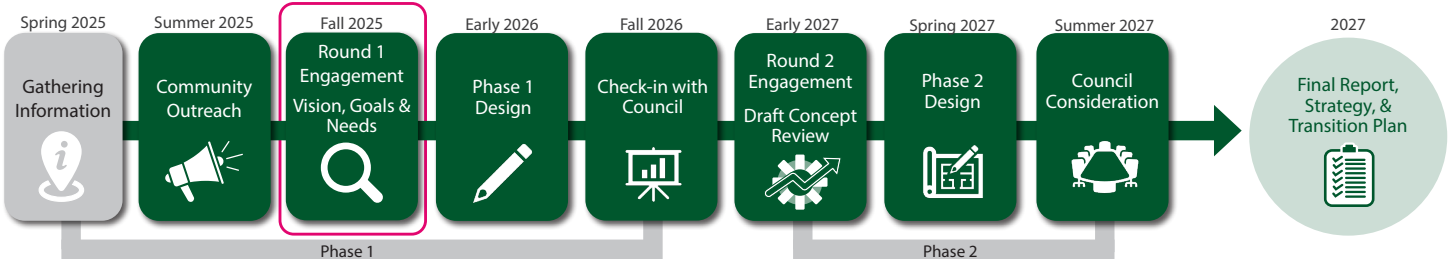 Spring 2025
Gathering
Information
i
Summer 2025
Community
Outreach
Fall 2025
Round 1
Engagement
Vision, Goals &
Needs
Early 2026
Phase 1
Design
Fall 2026
Check-in with
Council
Early 2027
Round 2
Engagement
Draft Concept
Review
Spring 2027
Phase 2
Design
Summer 2027
Council
Consideration
2027
Final Report,
Strategy, &
Transition Plan
Phase 1
Phase 2